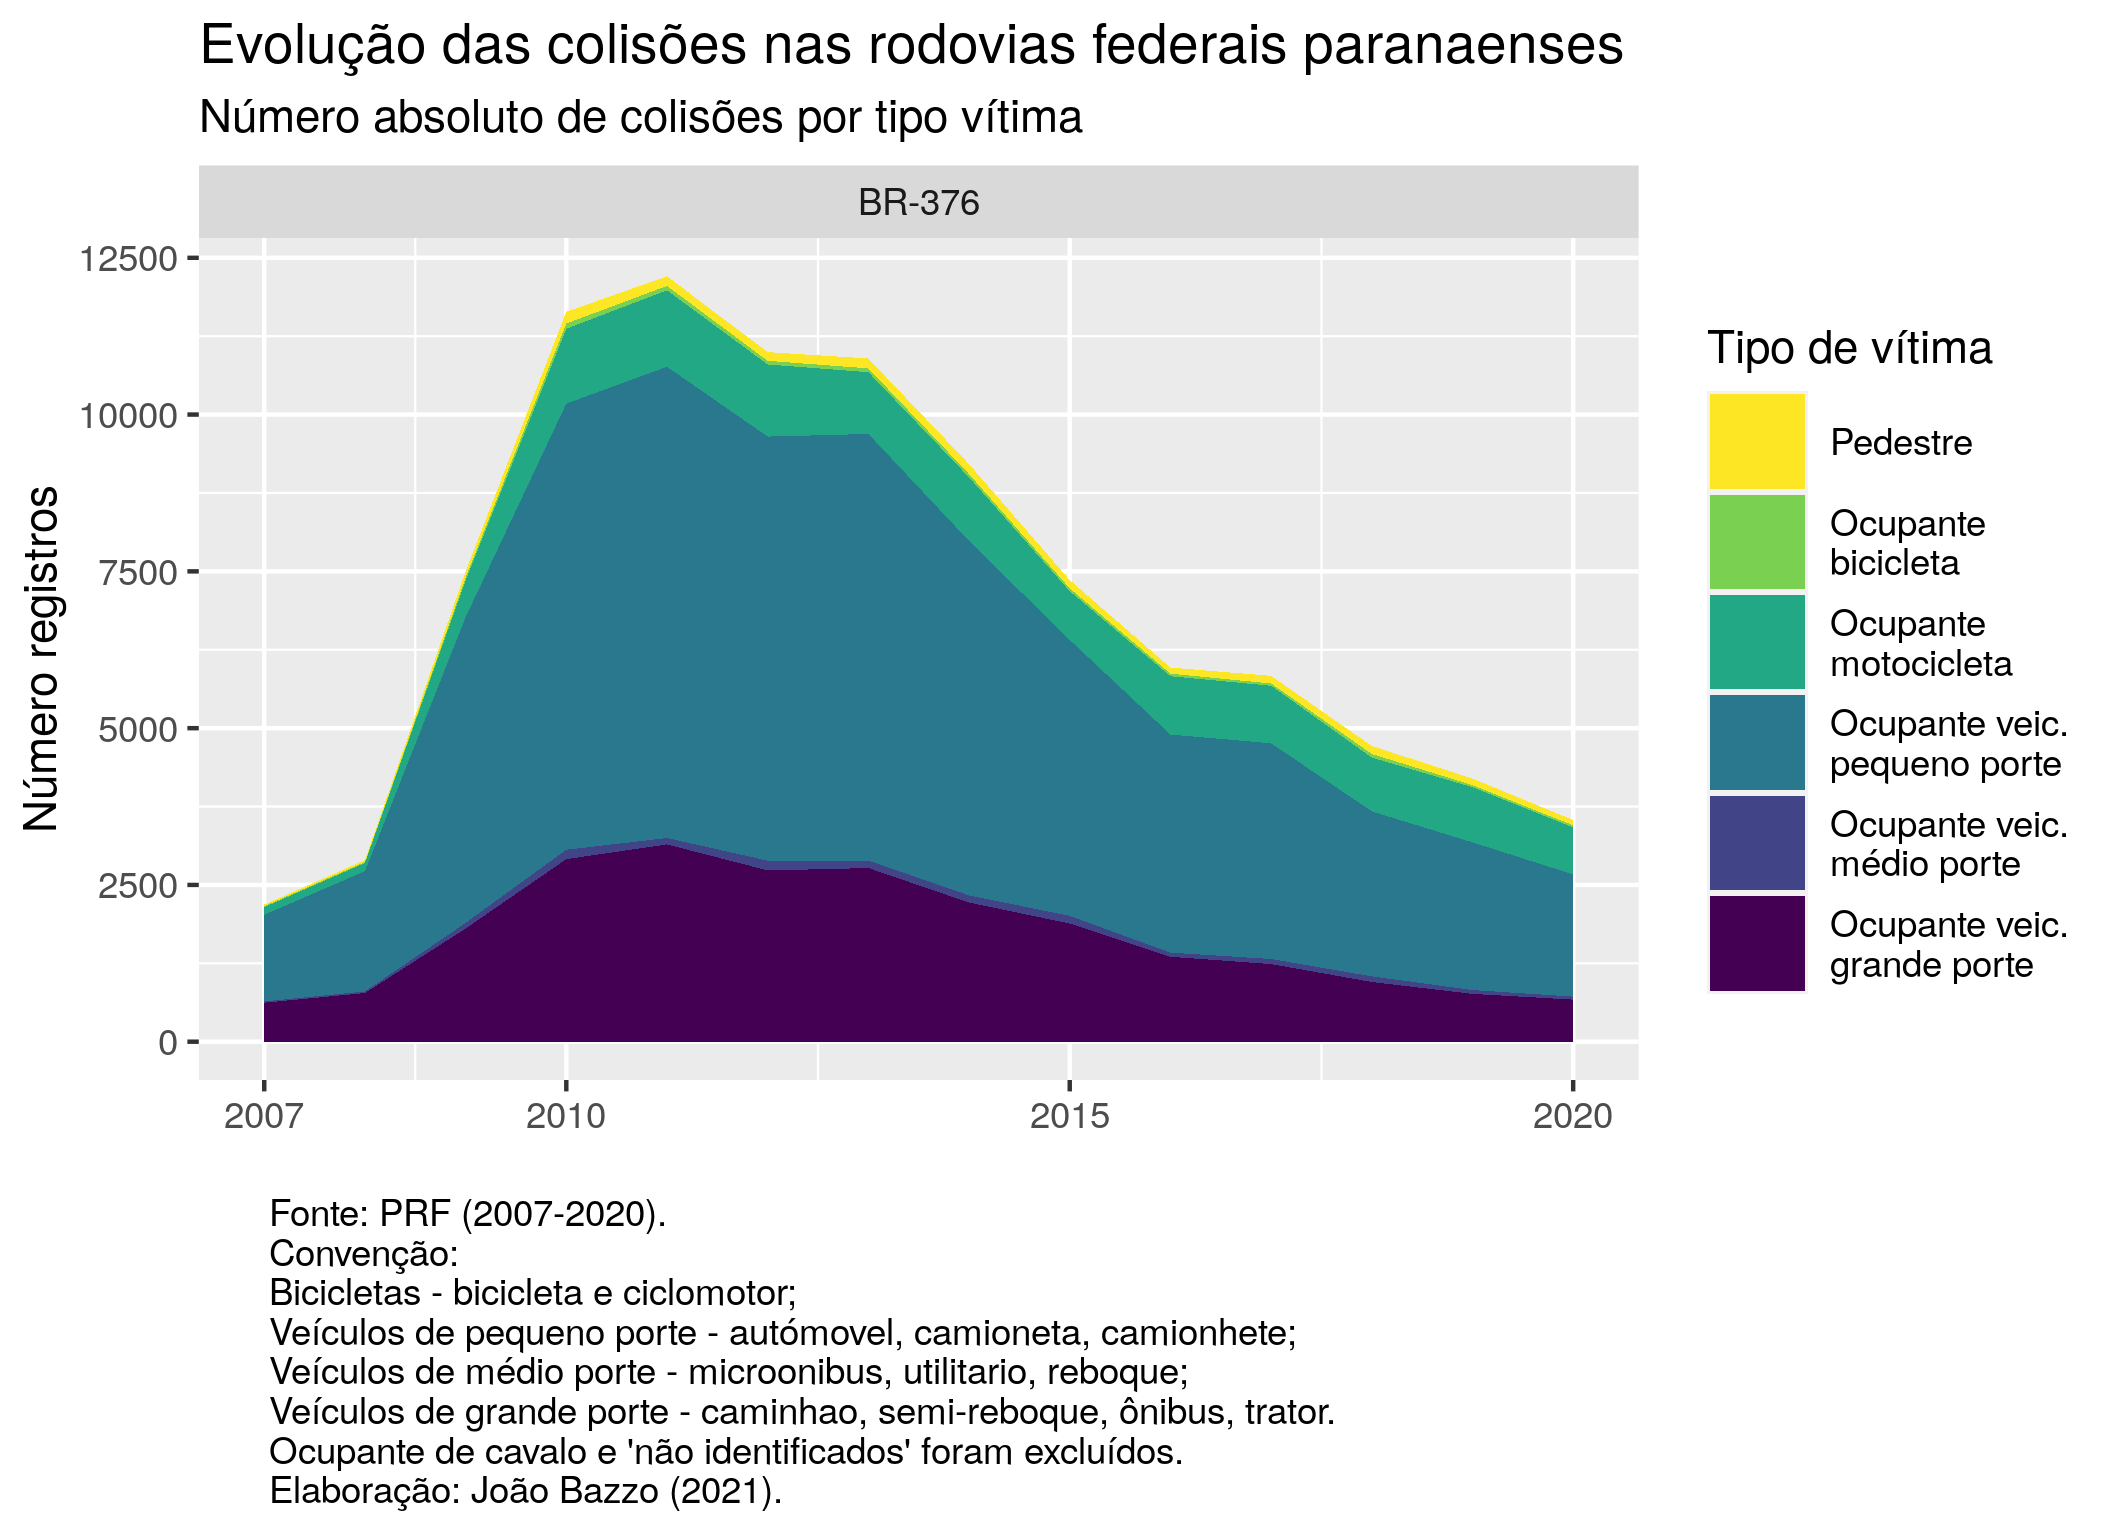 Evolução das colisões nas rodovias federais paranaenses
Número absoluto de colisões por tipo vítima
BR-376
12500
10000
7500
5000
2500
0
Número registros
2007
2010
2015
2020
Tipo de vítima
Pedestre
Ocupante
bicicleta
Ocupante
motocicleta
Ocupante veic.
pequeno porte
Ocupante veic.
médio porte
Ocupante veic.
grande porte
Fonte: PRF (2007-2020).
Convenção:
Bicicletas - bicicleta e ciclomotor;
Veículos de pequeno porte - autómovel, camioneta, camionhete;
Veículos de médio porte - microonibus, utilitario, reboque;
Veículos de grande porte - caminhao, semi-reboque, ônibus, trator.
Ocupante de cavalo e 'não identificados' foram excluídos.
Elaboração: João Bazzo (2021).